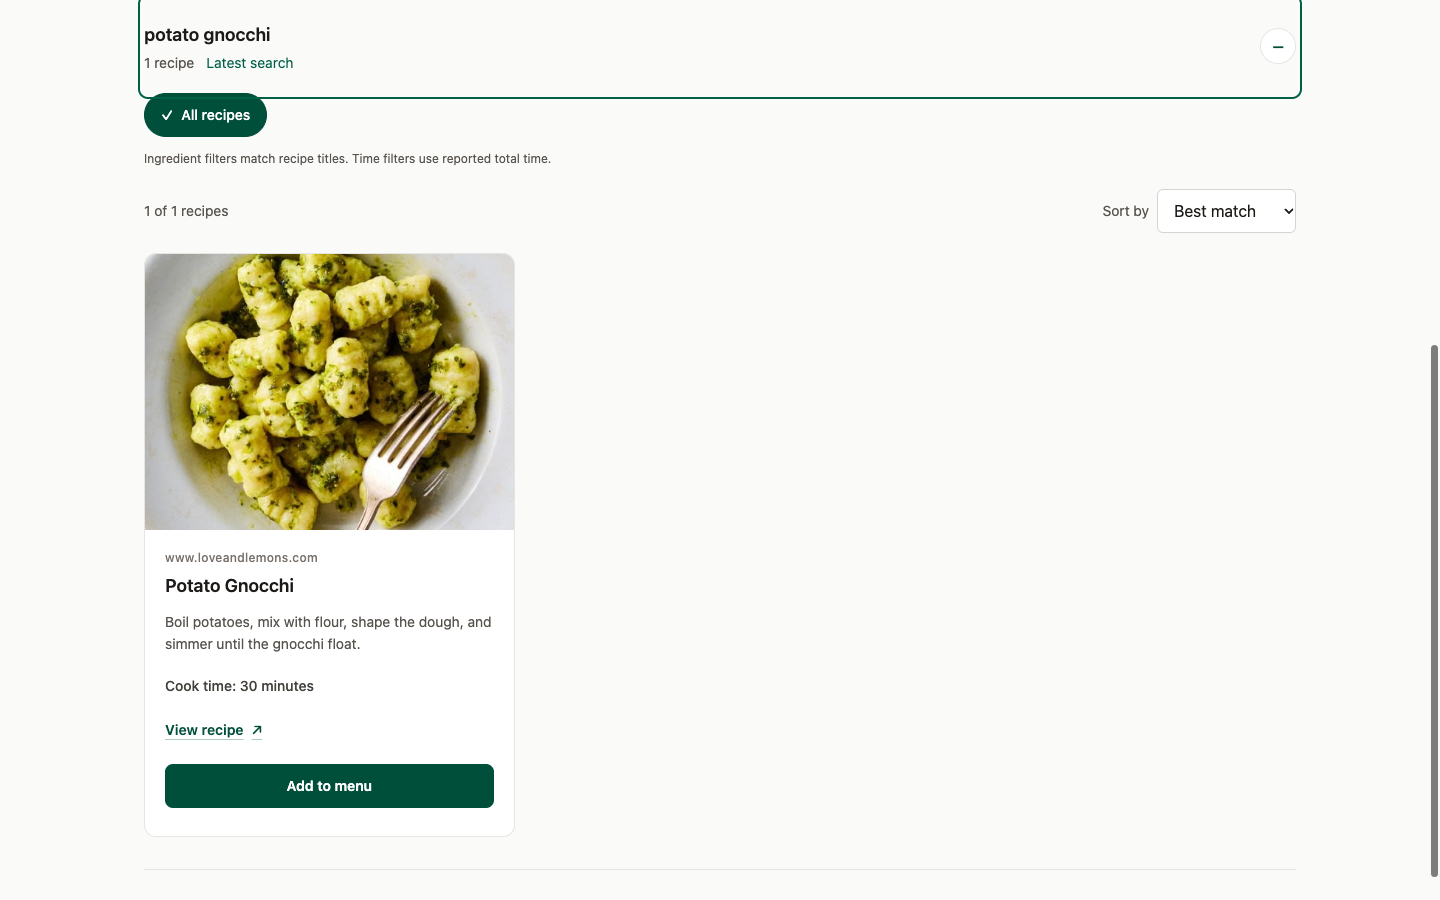 potato gnocchi
1 recipe Latest search
✓ All recipes
Ingredient filters match recipe titles. Time filters use reported total time.
1 of 1 recipes
Sort by Best match
www.loveandlemons.com
Potato Gnocchi
Boil potatoes, mix with flour, shape the dough, and
simmer until the gnocchi float.
Cook time: 30 minutes
View recipe ↗
Add to menu